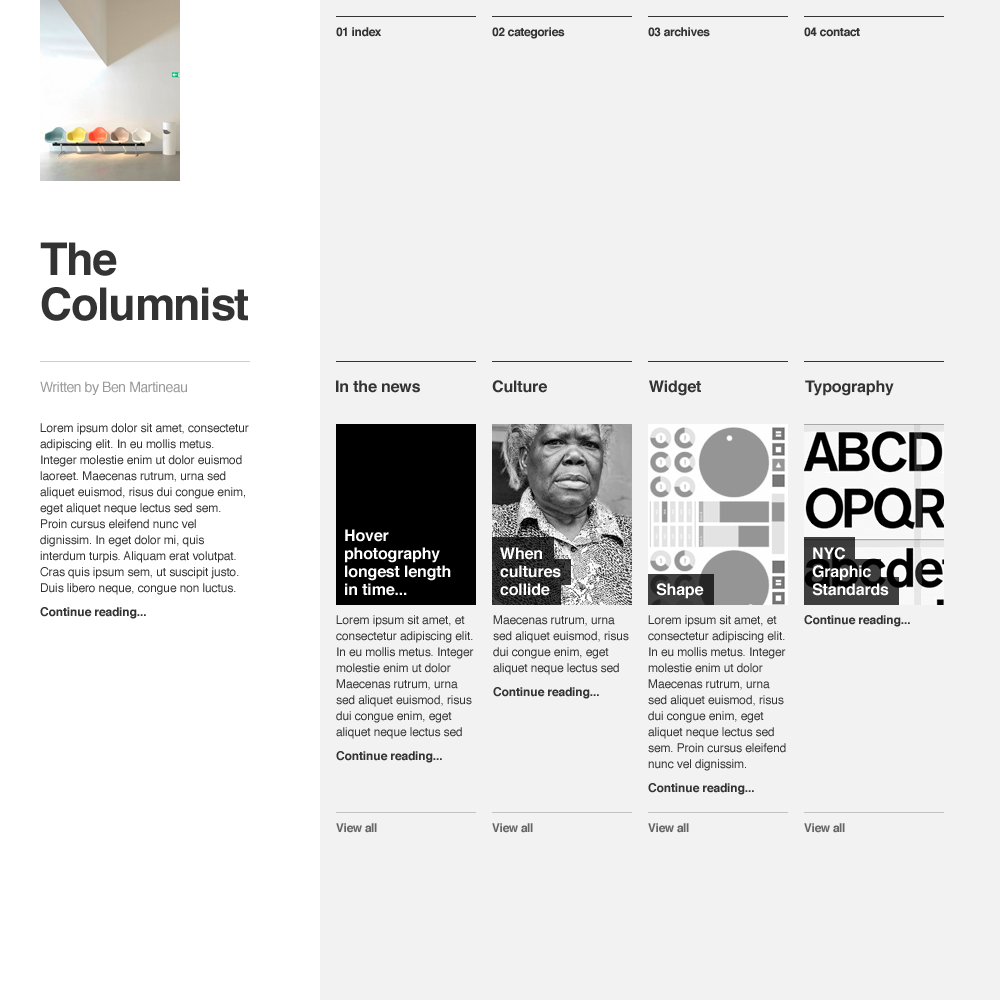 01 index
02 categories
03 archives
04 contact
The
Columnist
Written by Ben Martineau
Lorem ipsum dolor sit amet, consectetur
adipiscing elit. In eu mollis metus.
Integer molestie enim ut dolor euismod
laoreet. Maecenas rutrum, urna sed
aliquet euismod, risus dui congue enim,
eget aliquet neque lectus sed sem.
Proin cursus eleifend nunc vel
dignissim. In eget dolor mi, quis
interdum turpis. Aliquam erat volutpat.
Cras quis ipsum sem, ut suscipit justo.
Duis libero neque, congue non luctus.
Continue reading...
In the news
Hover
photography
longest length
in time...
Lorem ipsum sit amet, et
consectetur adipiscing elit.
In eu mollis metus. Integer
molestie enim ut dolor
Maecenas rutrum, urna
sed aliquet euismod, risus
dui congue enim, eget
aliquet neque lectus sed
Continue reading...
View all
Culture
When
cultures
collide
Maecenas rutrum, urna
sed aliquet euismod, risus
dui congue enim, eget
aliquet neque lectus sed
Continue reading...
View all
Widget
Shape
Lorem ipsum sit amet, et
consectetur adipiscing elit.
In eu mollis metus. Integer
molestie enim ut dolor
Maecenas rutrum, urna
sed aliquet euismod, risus
dui congue enim, eget
aliquet neque lectus sed
sem. Proin cursus eleifend
nunc vel dignissim.
Continue reading...
View all
Typography
ABCD
OPQR
abcde
NYC
Graphic
Standards
Continue reading...
View all